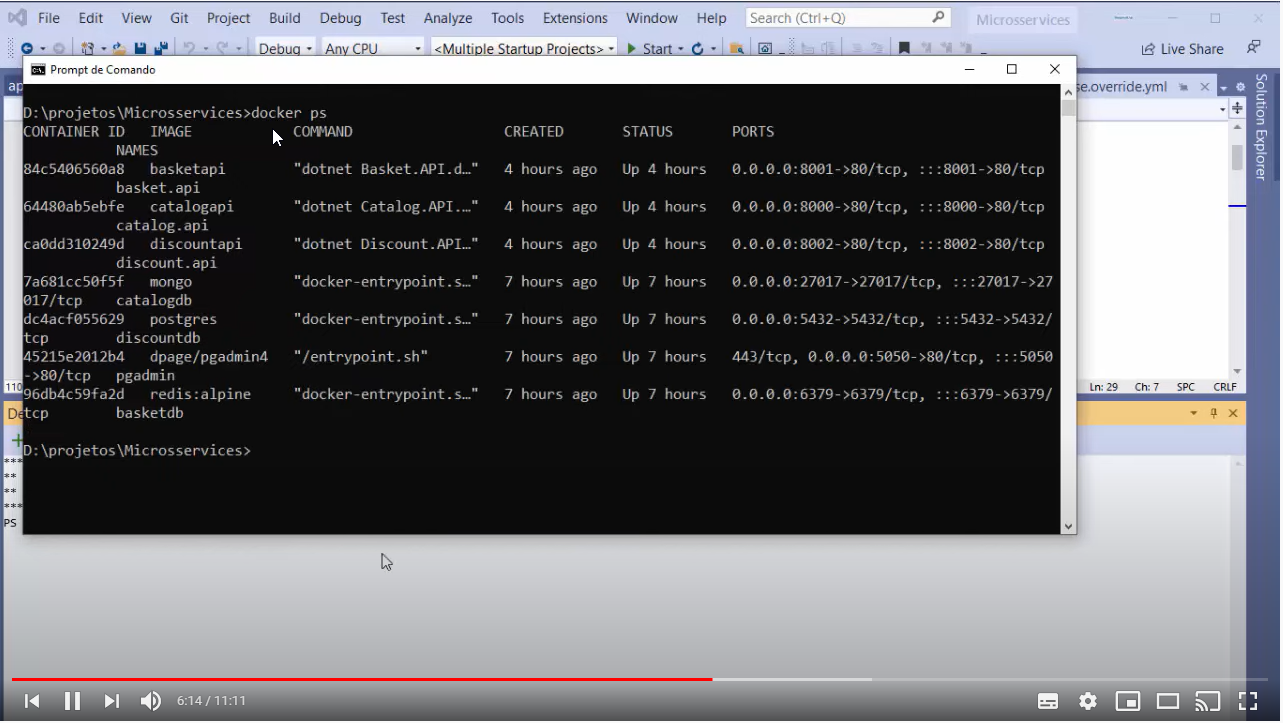 File Edit View Git Project Build Debug Test Analyze Tools Extensions Window Help Search (Ctrl+Q) Microsservices
Debug Any CPU <Multiple Startup Projects> Start Live Share
Prompt de Comando
ap
se.override.yml
Solution Explorer
D:\projetos\Microsservices>docker ps
CONTAINER ID IMAGE COMMAND CREATED STATUS PORTS
NAMES
84c5406560a8 basketapi "dotnet Basket.API.d…" 4 hours ago Up 4 hours 0.0.0.0:8001->80/tcp, :::8001->80/tcp
basket.api
64480ab5ebfe catalogapi "dotnet Catalog.API.…" 4 hours ago Up 4 hours 0.0.0.0:8000->80/tcp, :::8000->80/tcp
catalog.api
ca0dd310249d discountapi "dotnet Discount.API…" 4 hours ago Up 4 hours 0.0.0.0:8002->80/tcp, :::8002->80/tcp
discount.api
7a681cc50f5f mongo "docker-entrypoint.s…" 7 hours ago Up 7 hours 0.0.0.0:27017->27017/tcp, :::27017->27
017/tcp catalogdb
dc4acf055629 postgres "docker-entrypoint.s…" 7 hours ago Up 7 hours 0.0.0.0:5432->5432/tcp, :::5432->5432/
tcp discountdb
45215e2012b4 dpage/pgadmin4 "/entrypoint.sh" 7 hours ago Up 7 hours 443/tcp, 0.0.0.0:5050->80/tcp, :::5050
->80/tcp pgadmin
96db4c59fa2d redis:alpine "docker-entrypoint.s…" 7 hours ago Up 7 hours 0.0.0.0:6379->6379/tcp, :::6379->6379/
tcp basketdb
D:\projetos\Microsservices>
110
Ln: 29 Ch: 7 SPC CRLF
De
***
**
**
***
PS
6:14 / 11:11